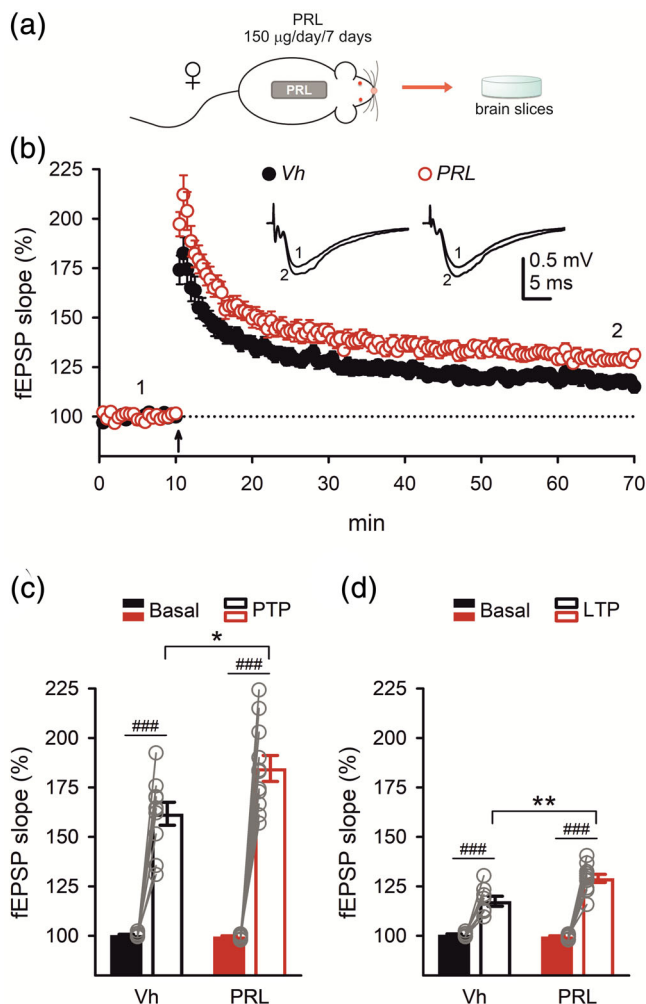 (a)
PRL
150 μg/day/7 days
♀
PRL
brain slices
(b)
225
200
175
150
125
100
fEPSP slope (%)
Vh
PRL
1
2
1
2
0.5 mV
5 ms
1
2
0 10 20 30 40 50 60 70
min
(c)
Basal PTP
*
###
###
225
200
175
150
125
100
fEPSP slope (%)
Vh PRL
(d)
Basal LTP
**
###
###
225
200
175
150
125
100
fEPSP slope (%)
Vh PRL